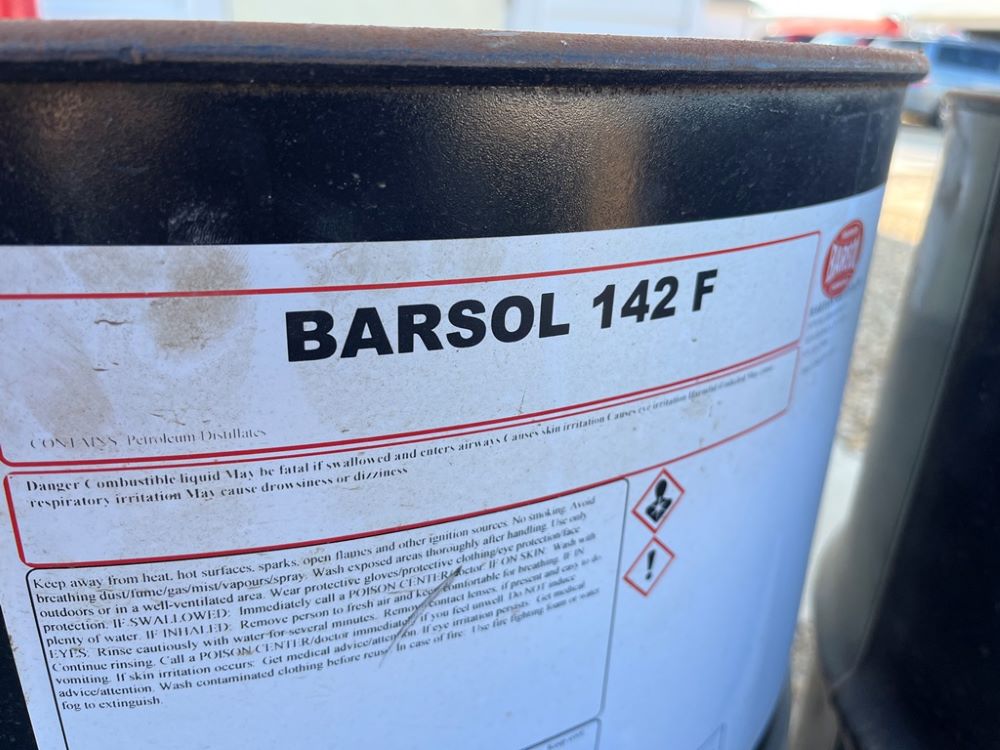 BARSOL
BARSOL 142 F
CONTAINS Petroleum Distillates
Danger Combustible liquid May be fatal if swallowed and enters airways Causes skin irritation Causes eye irritation Harmful if inhaled May cause
respiratory irritation May cause drowsiness or dizziness
Keep away from heat, hot surfaces, sparks, open flames and other ignition sources. No smoking. Avoid
breathing dust/fume/gas/mist/vapours/spray. Wash exposed areas thoroughly after handling. Use only
outdoors or in a well-ventilated area. Wear protective gloves/protective clothing/eye protection/face
protection. IF SWALLOWED: Immediately call a POISON CENTER/doctor. IF ON SKIN: Wash with
plenty of water. IF INHALED: Remove person to fresh air and keep comfortable for breathing. IF IN
EYES: Rinse cautiously with water for several minutes. Remove contact lenses, if present and easy to do.
Continue rinsing. Call a POISON CENTER/doctor immediately if you feel unwell. Do NOT induce
vomiting. If skin irritation occurs: Get medical advice/attention. If eye irritation persists: Get medical
advice/attention. Wash contaminated clothing before reuse. In case of fire: Use fire fighting foam or water
fog to extinguish.